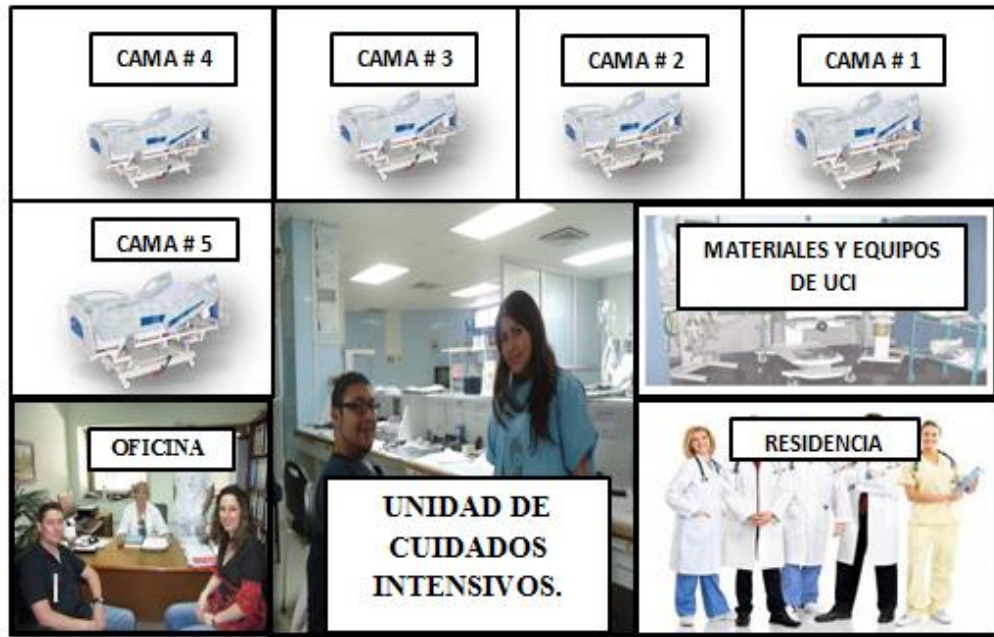 CAMA # 4
CAMA # 3
CAMA # 2
CAMA # 1
CAMA # 5
MATERIALES Y EQUIPOS
DE UCI
OFICINA
RESIDENCIA
UNIDAD DE
CUIDADOS
INTENSIVOS.